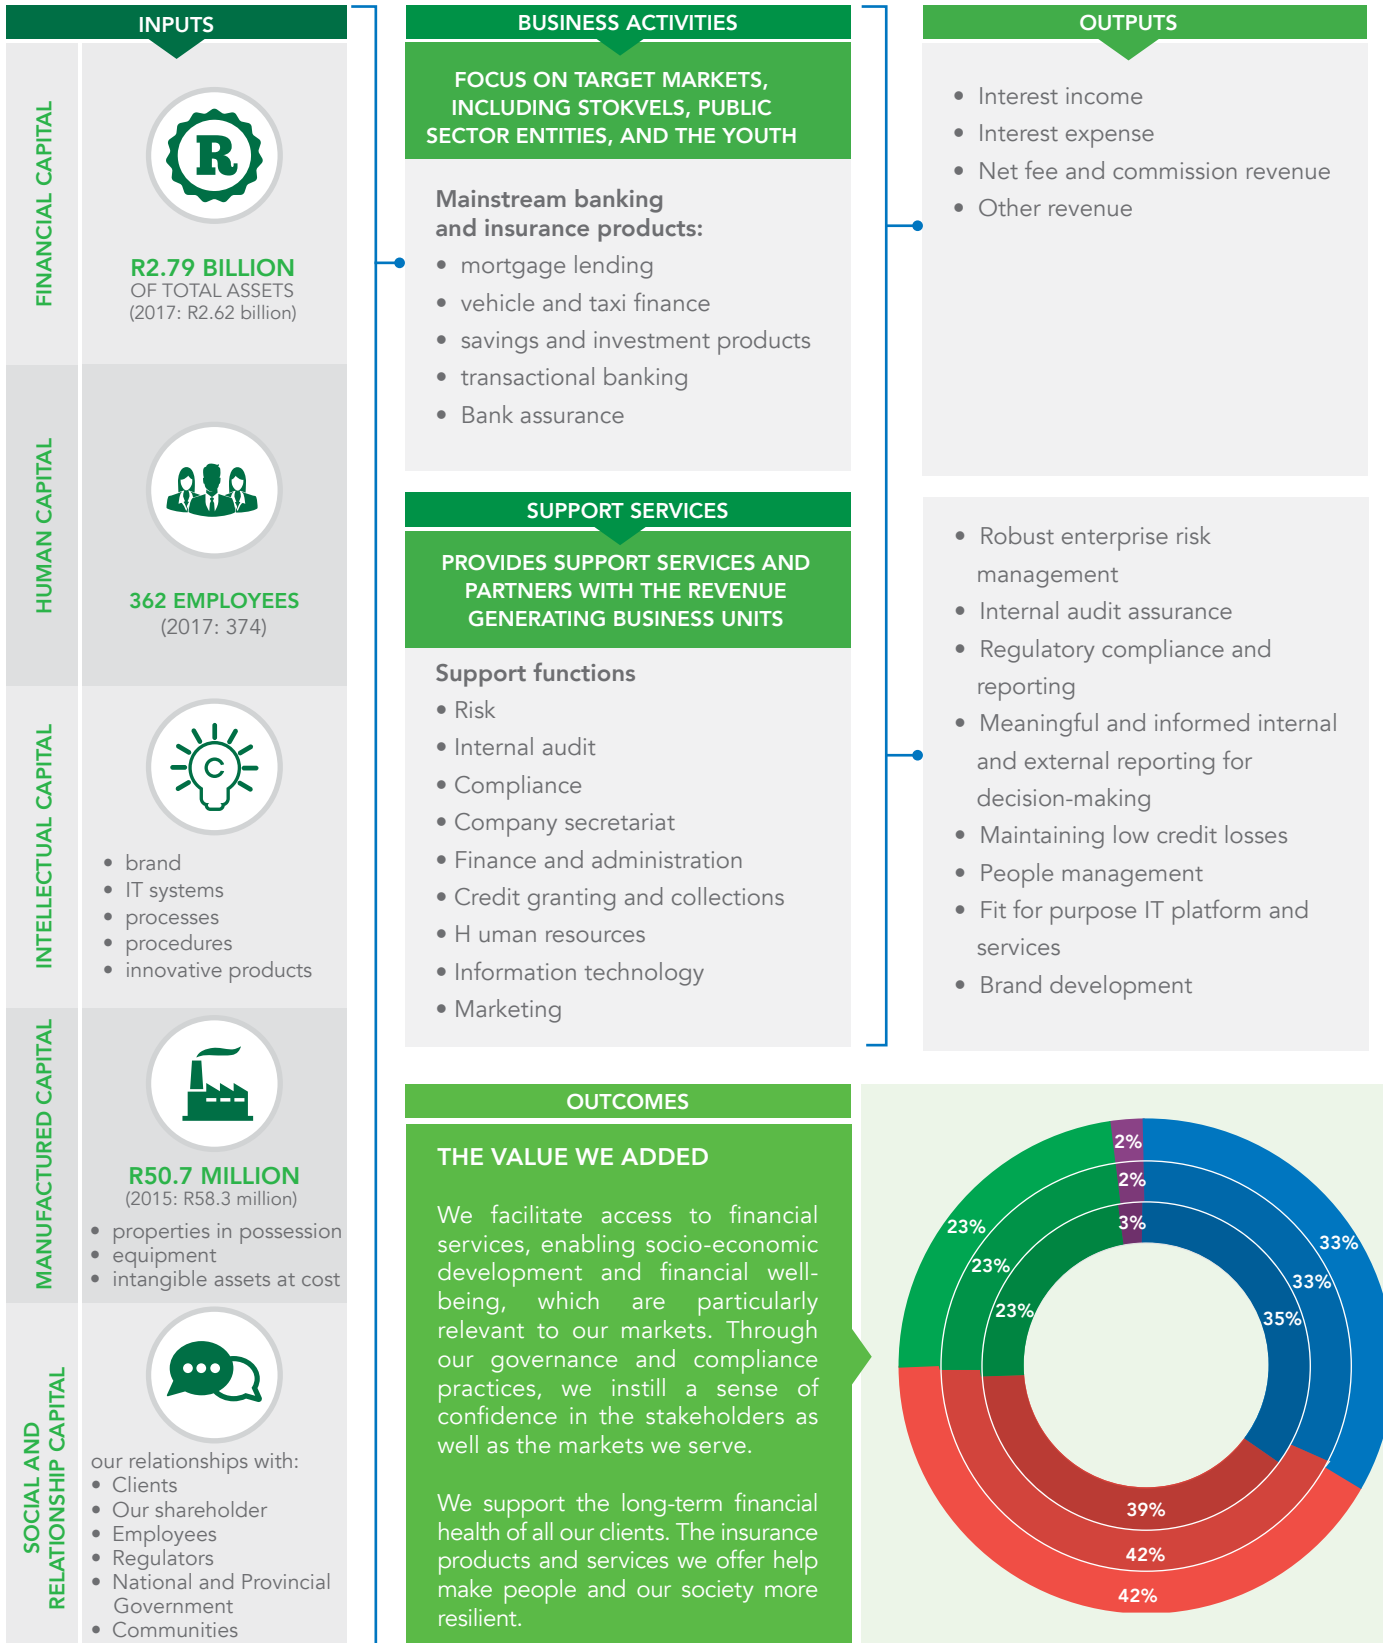 INPUTS
FINANCIAL CAPITAL
R
R2.79 BILLION
OF TOTAL ASSETS
(2017: R2.62 billion)
HUMAN CAPITAL
362 EMPLOYEES
(2017: 374)
INTELLECTUAL CAPITAL
C
• brand
• IT systems
• processes
• procedures
• innovative products
MANUFACTURED CAPITAL
R50.7 MILLION
(2015: R58.3 million)
• properties in possession
• equipment
• intangible assets at cost
SOCIAL AND
RELATIONSHIP CAPITAL
our relationships with:
• Clients
• Our shareholder
• Employees
• Regulators
• National and Provincial
Government
• Communities
BUSINESS ACTIVITIES
FOCUS ON TARGET MARKETS,
INCLUDING STOKVELS, PUBLIC
SECTOR ENTITIES, AND THE YOUTH
Mainstream banking
and insurance products:
• mortgage lending
• vehicle and taxi finance
• savings and investment products
• transactional banking
• Bank assurance
SUPPORT SERVICES
PROVIDES SUPPORT SERVICES AND
PARTNERS WITH THE REVENUE
GENERATING BUSINESS UNITS
Support functions
• Risk
• Internal audit
• Compliance
• Company secretariat
• Finance and administration
• Credit granting and collections
• H uman resources
• Information technology
• Marketing
OUTPUTS
• Interest income
• Interest expense
• Net fee and commission revenue
• Other revenue
• Robust enterprise risk
management
• Internal audit assurance
• Regulatory compliance and
reporting
• Meaningful and informed internal
and external reporting for
decision-making
• Maintaining low credit losses
• People management
• Fit for purpose IT platform and
services
• Brand development
OUTCOMES
THE VALUE WE ADDED
We facilitate access to financial
services, enabling socio-economic
development and financial well-
being, which are particularly
relevant to our markets. Through
our governance and compliance
practices, we instill a sense of
confidence in the stakeholders as
well as the markets we serve.
We support the long-term financial
health of all our clients. The insurance
products and services we offer help
make people and our society more
resilient.
2%
2%
3%
23%
23%
23%
33%
33%
35%
39%
42%
42%